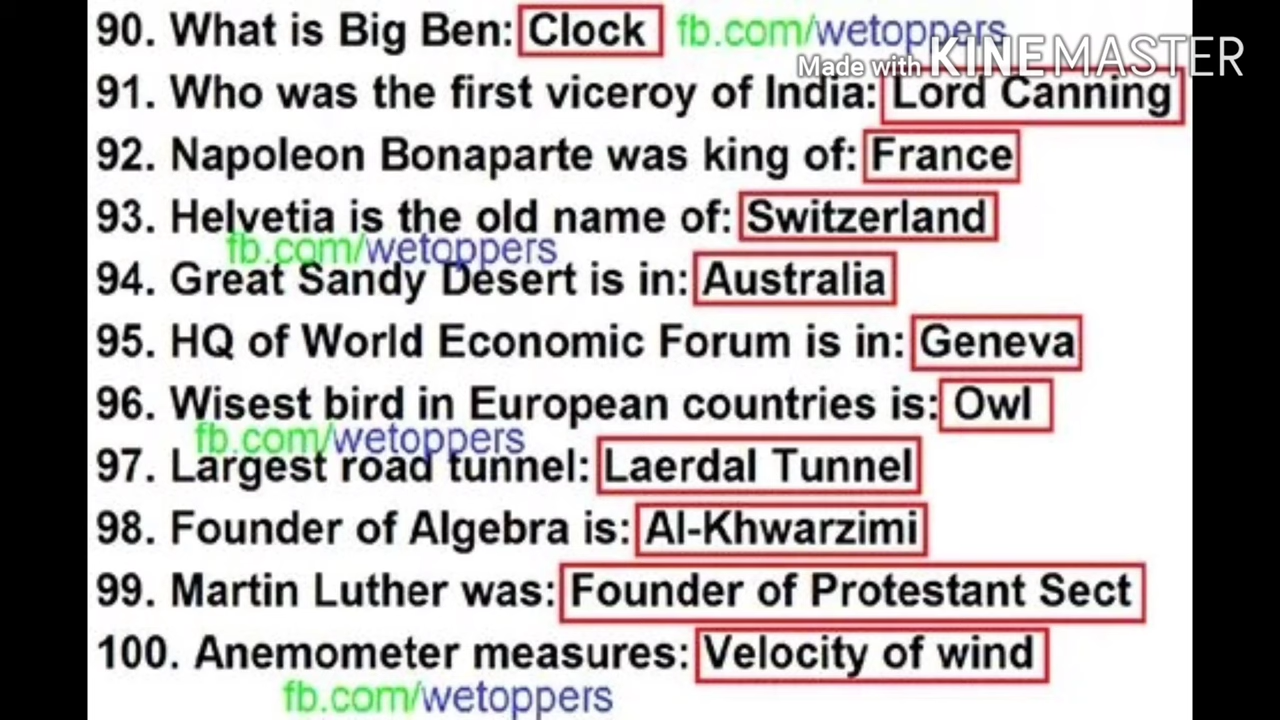 90. What is Big Ben: Clock fb.com/wetoppers
Made with KINEMASTER
91. Who was the first viceroy of India: Lord Canning
92. Napoleon Bonaparte was king of: France
93. Helvetia is the old name of: Switzerland
fb.com/wetoppers
94. Great Sandy Desert is in: Australia
95. HQ of World Economic Forum is in: Geneva
96. Wisest bird in European countries is: Owl
fb.com/wetoppers
97. Largest road tunnel: Laerdal Tunnel
98. Founder of Algebra is: Al-Khwarzimi
99. Martin Luther was: Founder of Protestant Sect
100. Anemometer measures: Velocity of wind
fb.com/wetoppers